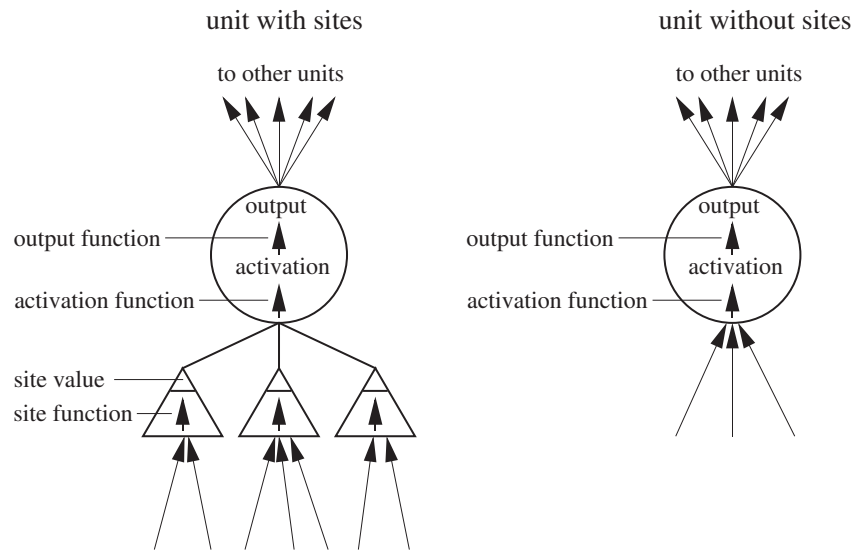 unit with sites
to other units
output
output function
activation
activation function
site value
site function
unit without sites
to other units
output
output function
activation
activation function